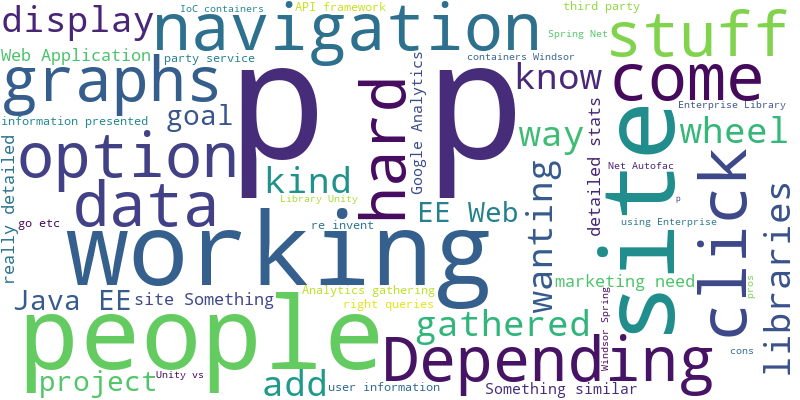 IoC containers
API framework
third party
display
navigation
stuff
Spring Net
Web Application
party service
containers Windsor
graphs
p p
hard
Google Analytics
know
come
Enterprise Library
information presented
goal
way
detailed stats
site
wheel
option
really detailed
kind
Net Autofac
click
data
Library Unity
EE Web
wanting
p
libraries
go etc
re invent
using Enterprise
working
marketing need
Java EE
site Something
Analytics gathering
right queries
Windsor Spring
pros
people
gathered
Depending
cons
project
Unity vs
add
user information
Something similar